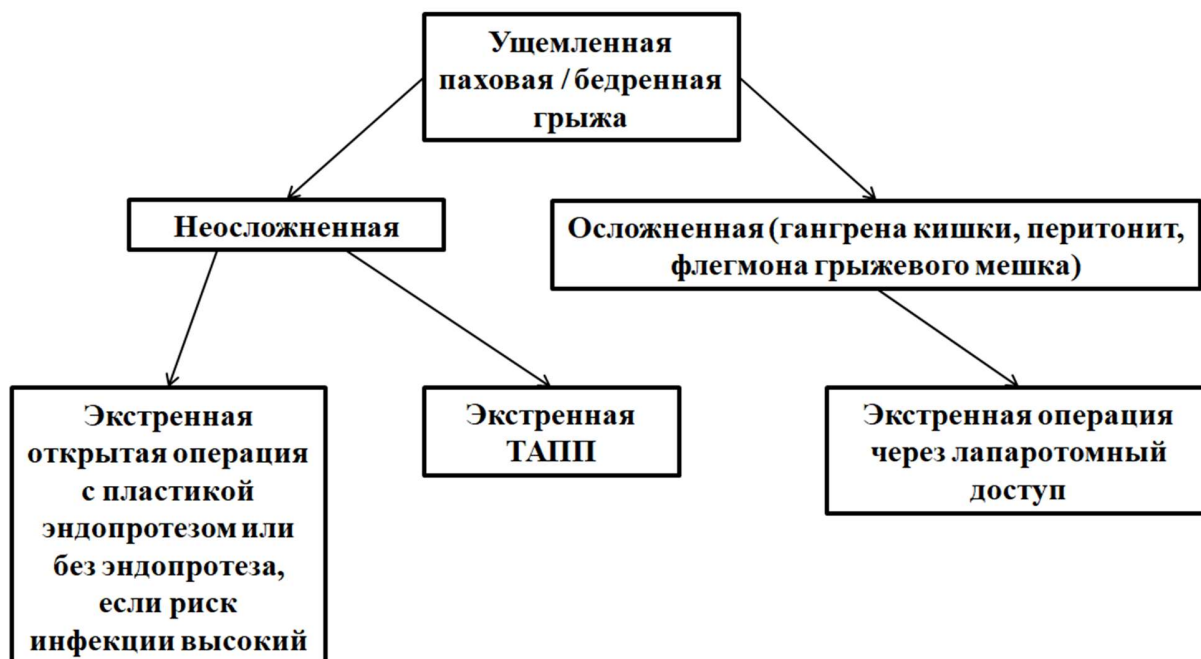 Ущемленная
паховая / бедренная
грыжа
Неосложненная
Осложненная (гангрена кишки, перитонит,
флегмона грыжевого мешка)
Экстренная
открытая операция
с пластикой
эндопротезом или
без эндопротеза,
если риск
инфекции высокий
Экстренная
ТАПП
Экстренная операция
через лапаротомный
доступ